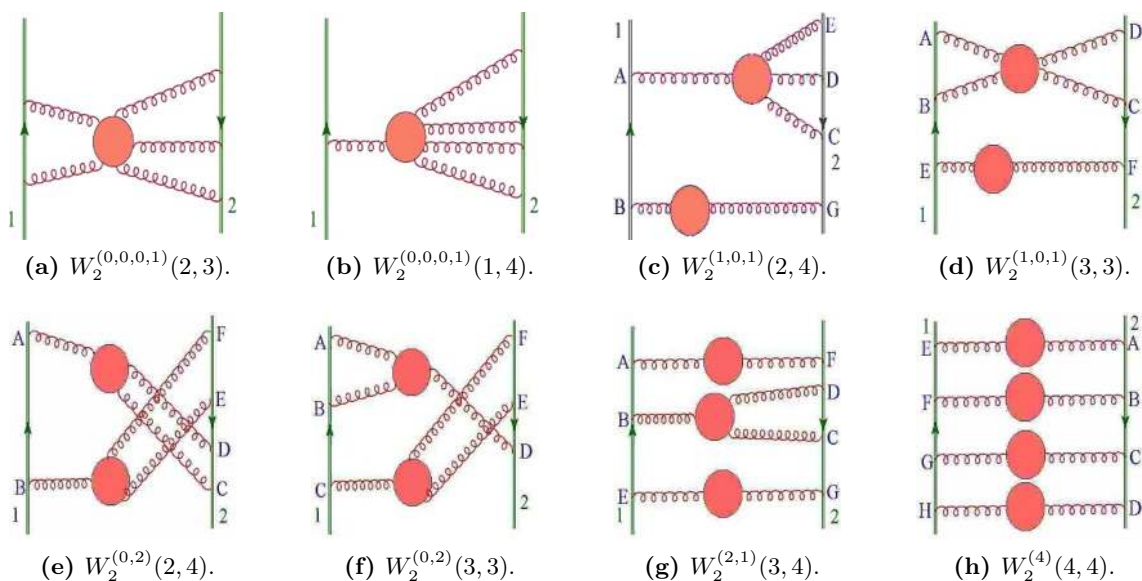 1 2
(a) W_2^{(0,0,0,1)}(2, 3).
1 2
(b) W_2^{(0,0,0,1)}(1, 4).
1 E
A D
C
2
B G
(c) W_2^{(1,0,1)}(2, 4).
A D
B C
E F
1 2
(d) W_2^{(1,0,1)}(3, 3).
A F
E
D
B C
1 2
(e) W_2^{(0,2)}(2, 4).
A F
B E
D
C
1 2
(f) W_2^{(0,2)}(3, 3).
A F
D
B
C
E G
1 2
(g) W_2^{(2,1)}(3, 4).
1 2
E A
F B
G C
H D
(h) W_2^{(4)}(4, 4).